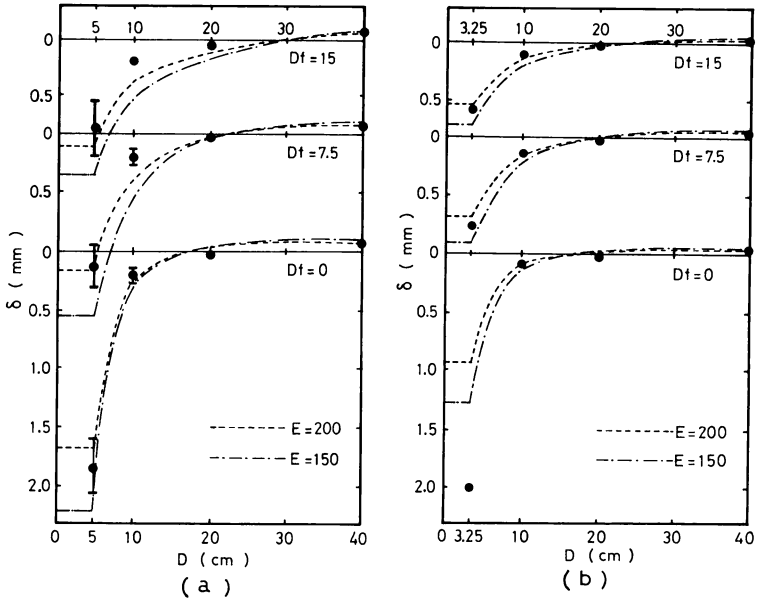 5 10 20 30 40
3.25 10 20 30 40
0
Df = 15
0.5
0
Df = 7.5
0.5
0
Df = 0
0.5
1.0
1.5
2.0
δ (mm)
E = 200
E = 150
0 5 10 20 30 40
D (cm)
(a)
0
Df = 15
0.5
0
Df = 7.5
0.5
0
Df = 0
0.5
1.0
1.5
2.0
δ (mm)
E = 200
E = 150
0 3.25 10 20 30 40
D (cm)
(b)